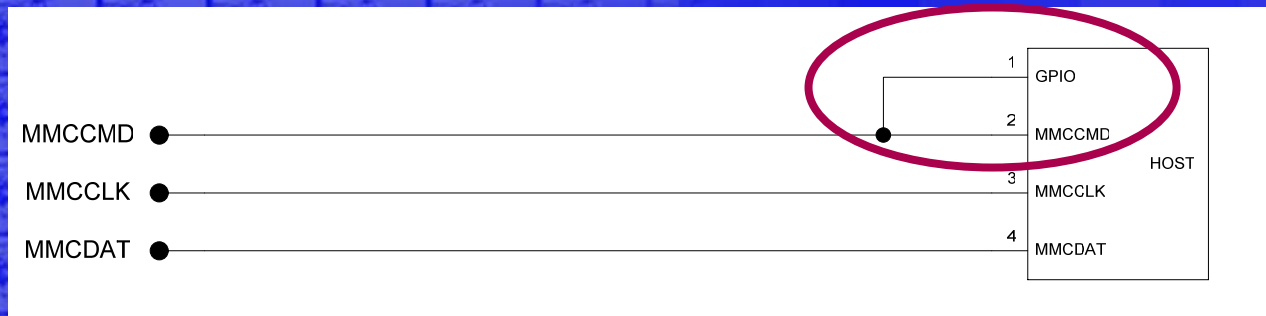 1
GPIO
MMCCMD
2
MMCCMD
HOST
MMCCLK
3
MMCCLK
MMCDAT
4
MMCDAT